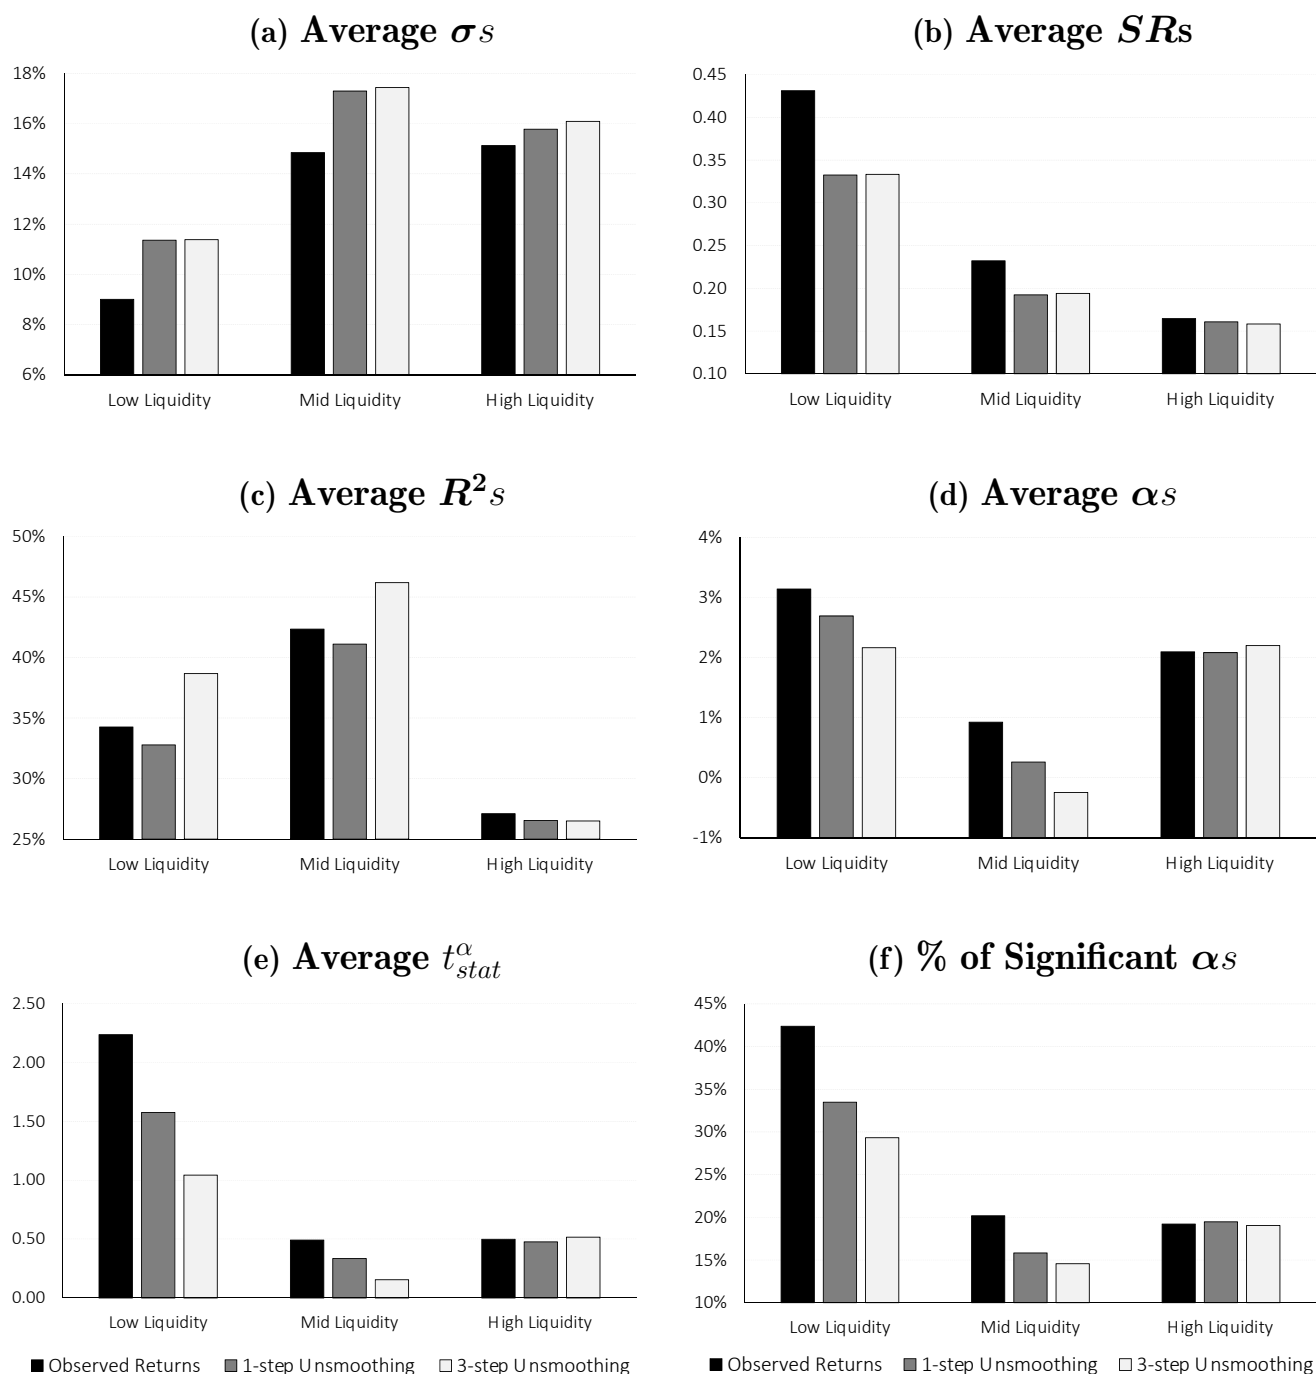 (a) Average σs
18%
16%
14%
12%
10%
8%
6%
Low Liquidity Mid Liquidity High Liquidity
(b) Average SRs
0.45
0.40
0.35
0.30
0.25
0.20
0.15
0.10
Low Liquidity Mid Liquidity High Liquidity
(c) Average R²s
50%
45%
40%
35%
30%
25%
Low Liquidity Mid Liquidity High Liquidity
(d) Average αs
4%
3%
2%
1%
0%
-1%
Low Liquidity Mid Liquidity High Liquidity
(e) Average t^α_stat
2.50
2.00
1.50
1.00
0.50
0.00
Low Liquidity Mid Liquidity High Liquidity
Observed Returns 1-step Unsmoothing 3-step Unsmoothing
(f) % of Significant αs
45%
40%
35%
30%
25%
20%
15%
10%
Low Liquidity Mid Liquidity High Liquidity
Observed Returns 1-step Unsmoothing 3-step Unsmoothing